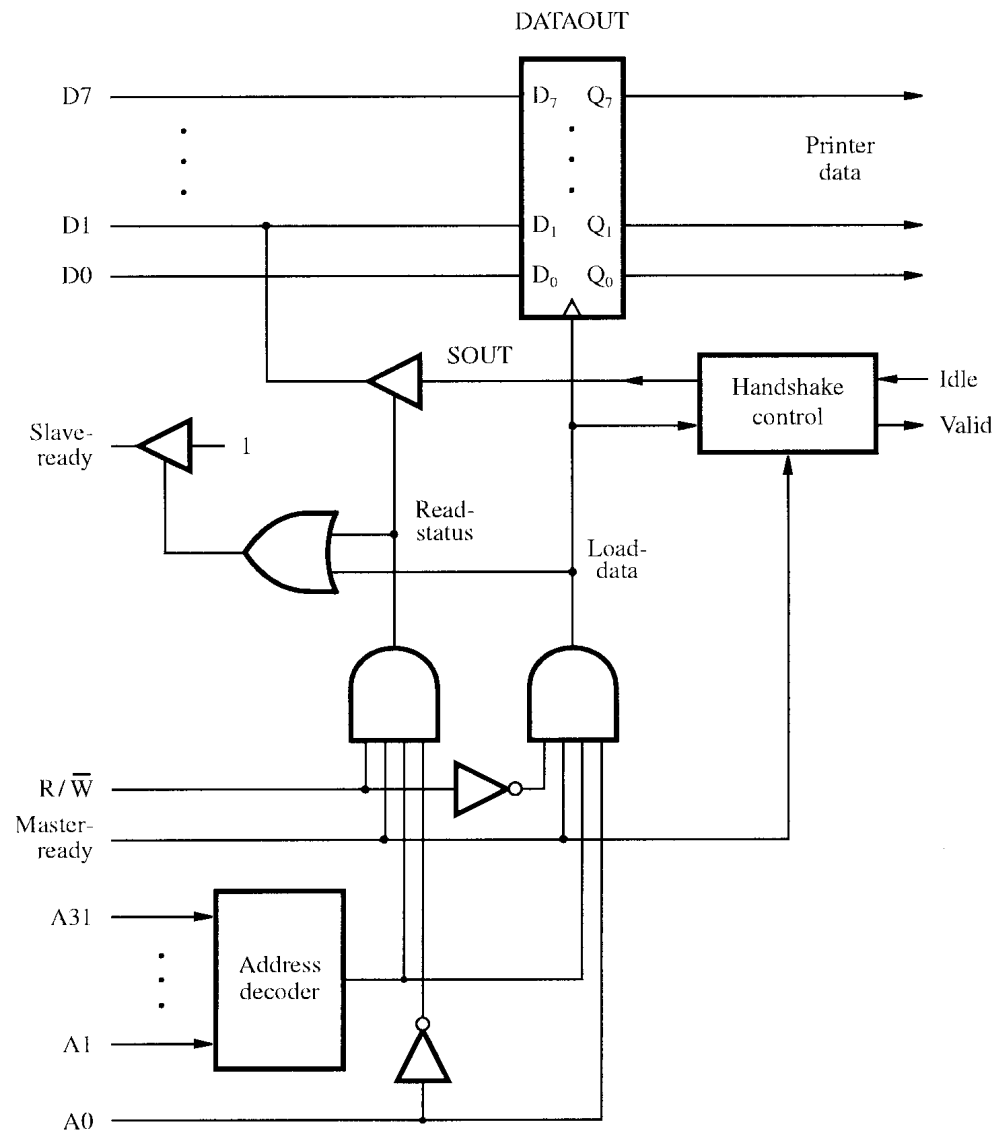 DATAOUT
D7
D₇ Q₇
Printer
data
D1
D₁ Q₁
D0
D₀ Q₀
SOUT
Handshake
control
Idle
Valid
Slave-
ready
1
Read-
status
Load-
data
R/W̅
Master-
ready
A31
Address
decoder
A1
A0